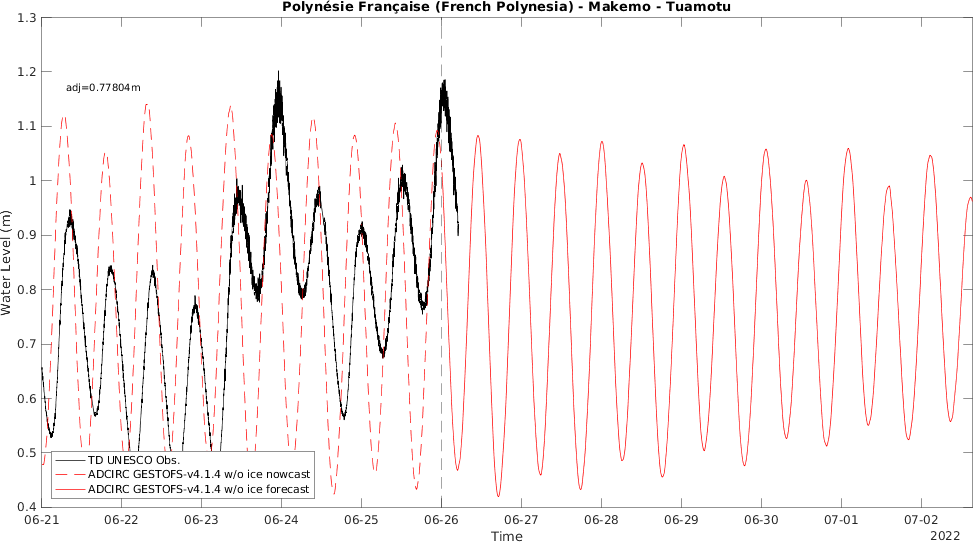 Polynésie Française (French Polynesia) - Makemo - Tuamotu
1.3
1.2
1.1
1
0.9
0.8
0.7
0.6
0.5
0.4
Water Level (m)
adj=0.77804m
TD UNESCO Obs.
ADCIRC GESTOFS-v4.1.4 w/o ice nowcast
ADCIRC GESTOFS-v4.1.4 w/o ice forecast
06-21 06-22 06-23 06-24 06-25 06-26 06-27 06-28 06-29 06-30 07-01 07-02
Time
2022